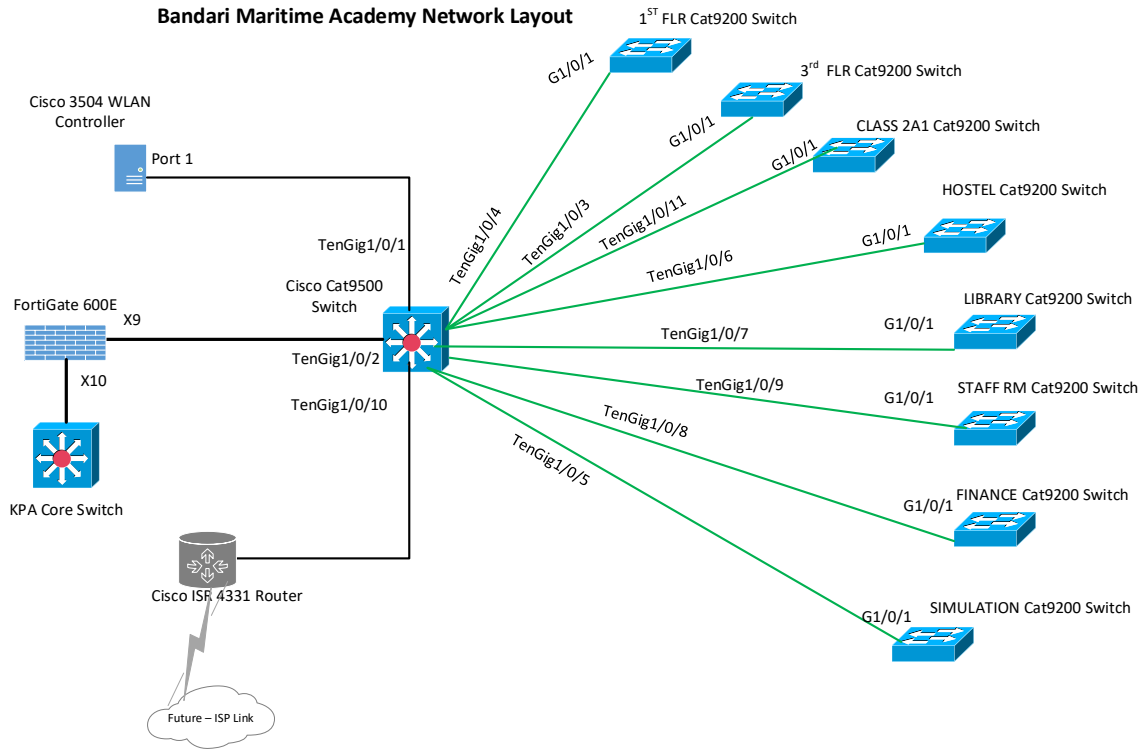 Bandari Maritime Academy Network Layout
1ST FLR Cat9200 Switch
G1/0/1
3rd FLR Cat9200 Switch
G1/0/1
CLASS 2A1 Cat9200 Switch
G1/0/1
HOSTEL Cat9200 Switch
G1/0/1
LIBRARY Cat9200 Switch
G1/0/1
STAFF RM Cat9200 Switch
G1/0/1
FINANCE Cat9200 Switch
G1/0/1
SIMULATION Cat9200 Switch
G1/0/1
Cisco 3504 WLAN
Controller
Port 1
TenGig1/0/1
Cisco Cat9500
Switch
TenGig1/0/4
TenGig1/0/3
TenGig1/0/11
TenGig1/0/6
TenGig1/0/7
TenGig1/0/9
TenGig1/0/8
TenGig1/0/5
FortiGate 600E
X9
TenGig1/0/2
X10
TenGig1/0/10
KPA Core Switch
Cisco ISR 4331 Router
Future – ISP Link